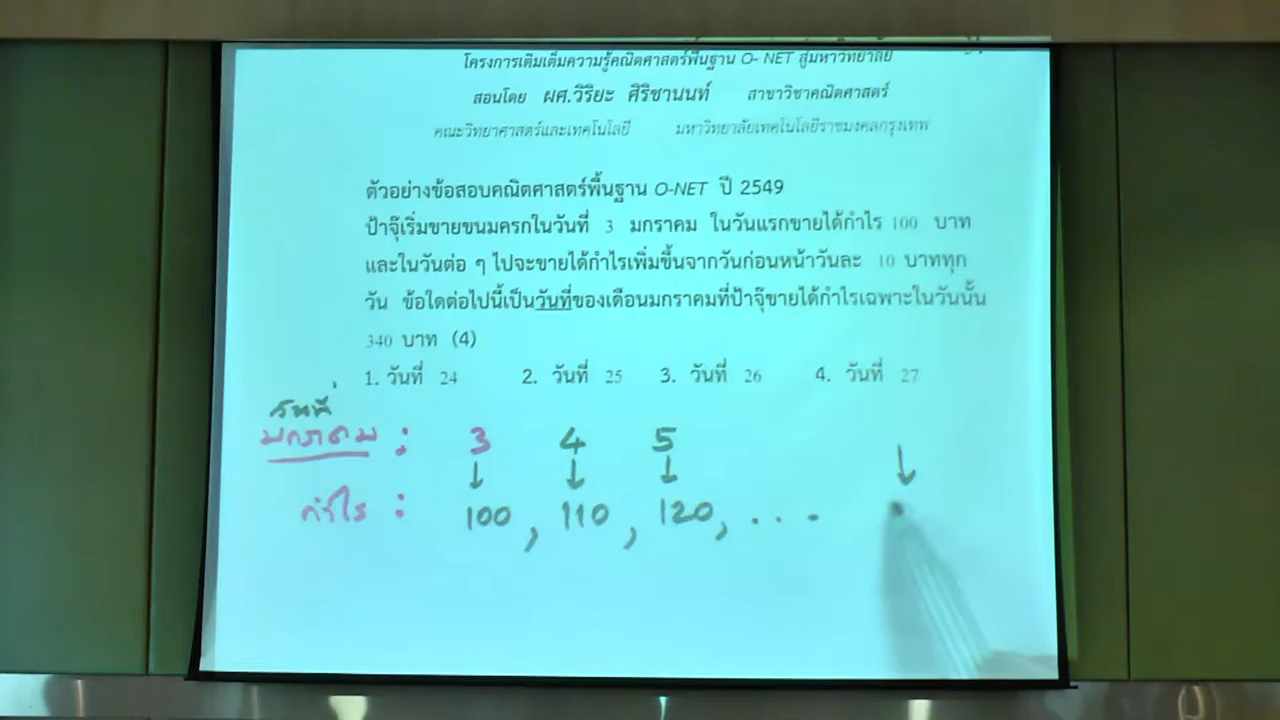 โครงการเติมเต็มความรู้คณิตศาสตร์พื้นฐาน O- NET สู่มหาวิทยาลัย
สอนโดย ผศ.วิริยะ ศิริชานนท์ สาขาวิชาคณิตศาสตร์
คณะวิทยาศาสตร์และเทคโนโลยี มหาวิทยาลัยเทคโนโลยีราชมงคลกรุงเทพ
ตัวอย่างข้อสอบคณิตศาสตร์พื้นฐาน O-NET ปี 2549
ป้าจุ๊เริ่มขายขนมครกในวันที่ 3 มกราคม ในวันแรกขายได้กำไร 100 บาท
และในวันต่อ ๆ ไปจะขายได้กำไรเพิ่มขึ้นจากวันก่อนหน้าวันละ 10 บาททุก
วัน ข้อใดต่อไปนี้เป็นวันที่ของเดือนมกราคมที่ป้าจุ๊ขายได้กำไรเฉพาะในวันนั้น
340 บาท (4)
1. วันที่ 24 2. วันที่ 25 3. วันที่ 26 4. วันที่ 27
วันที่
มกราคม : 3 4 5
กำไร : 100 , 110 , 120 , . . .